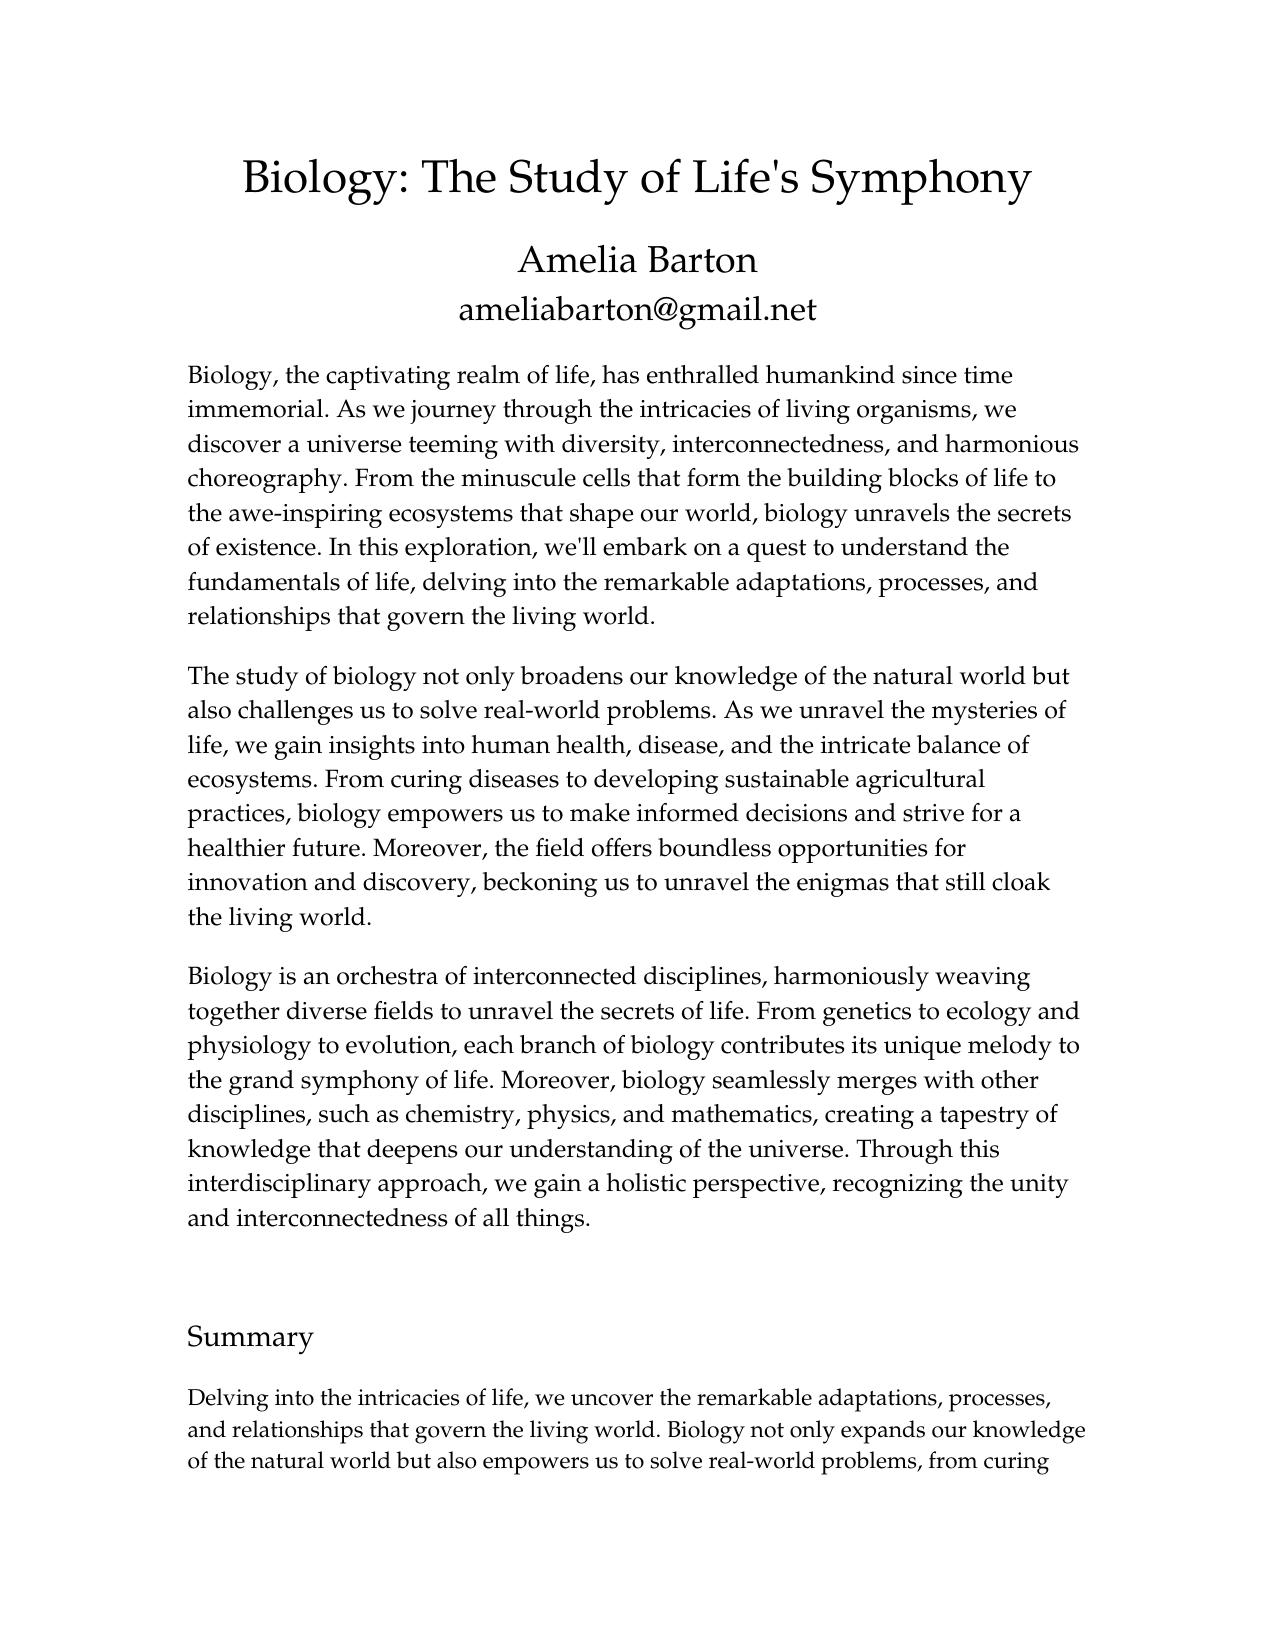 Biology: The Study of Life's Symphony
Amelia Barton
ameliabarton@gmail.net
Biology, the captivating realm of life, has enthralled humankind since time
immemorial. As we journey through the intricacies of living organisms, we
discover a universe teeming with diversity, interconnectedness, and harmonious
choreography. From the minuscule cells that form the building blocks of life to
the awe-inspiring ecosystems that shape our world, biology unravels the secrets
of existence. In this exploration, we'll embark on a quest to understand the
fundamentals of life, delving into the remarkable adaptations, processes, and
relationships that govern the living world.
The study of biology not only broadens our knowledge of the natural world but
also challenges us to solve real-world problems. As we unravel the mysteries of
life, we gain insights into human health, disease, and the intricate balance of
ecosystems. From curing diseases to developing sustainable agricultural
practices, biology empowers us to make informed decisions and strive for a
healthier future. Moreover, the field offers boundless opportunities for
innovation and discovery, beckoning us to unravel the enigmas that still cloak
the living world.
Biology is an orchestra of interconnected disciplines, harmoniously weaving
together diverse fields to unravel the secrets of life. From genetics to ecology and
physiology to evolution, each branch of biology contributes its unique melody to
the grand symphony of life. Moreover, biology seamlessly merges with other
disciplines, such as chemistry, physics, and mathematics, creating a tapestry of
knowledge that deepens our understanding of the universe. Through this
interdisciplinary approach, we gain a holistic perspective, recognizing the unity
and interconnectedness of all things.
Summary
Delving into the intricacies of life, we uncover the remarkable adaptations, processes,
and relationships that govern the living world. Biology not only expands our knowledge
of the natural world but also empowers us to solve real-world problems, from curing